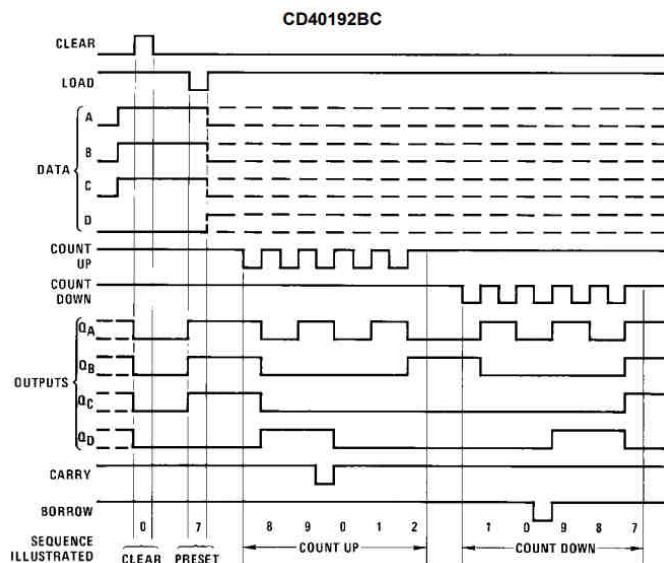 CD40192BC
CLEAR
LOAD
DATA
A
B
C
D
COUNT
UP
COUNT
DOWN
OUTPUTS
QA
QB
QC
QD
CARRY
BORROW
0 7 8 9 0 1 2 1 0 9 8 7
SEQUENCE
ILLUSTRATED
CLEAR PRESET COUNT UP COUNT DOWN